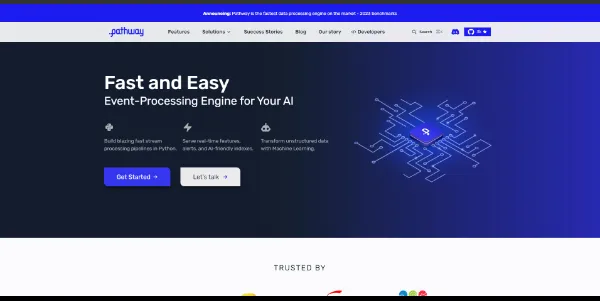 Announcing: Pathway is the fastest data processing engine on the market - 2023 benchmarks
pathway
Features
Solutions
Success Stories
Blog
Our story
Developers
Search
Fast and Easy
Event-Processing Engine for Your AI
Build blazing fast stream
processing pipelines in Python.
Serve real-time features,
alerts, and AI-friendly indexes.
Transform unstructured data
with Machine Learning.
Get Started →
Let's talk →
TRUSTED BY